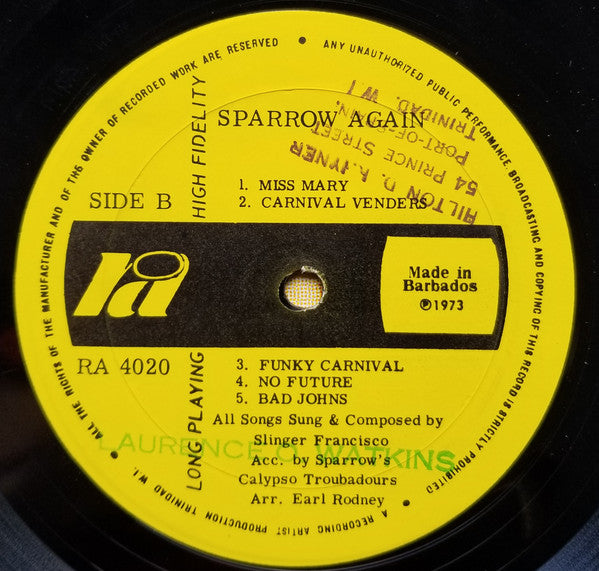 ALL THE RIGHTS OF THE MANUFACTURER AND OF THE OWNER OF RECORDED WORK ARE RESERVED • ANY UNAUTHORIZED PUBLIC PERFORMANCE, BROADCASTING AND COPYING OF THIS RECORD IS STRICTLY PROHIBITED •
A RECORDING ARTIST PRODUCTION TRINIDAD W.I.
SPARROW AGAIN
HIGH FIDELITY
SIDE B
1. MISS MARY
2. CARNIVAL VENDERS
54 PRINCE STREET,
PORT-OF-SPAIN,
TRINIDAD. W I
ra
Made in
Barbados
℗1973
RA 4020
LONG PLAYING
3. FUNKY CARNIVAL
4. NO FUTURE
5. BAD JOHNS
All Songs Sung & Composed by
Slinger Francisco
LAURENCE O. WATKINS
Acc. by Sparrow's
Calypso Troubadours
Arr. Earl Rodney